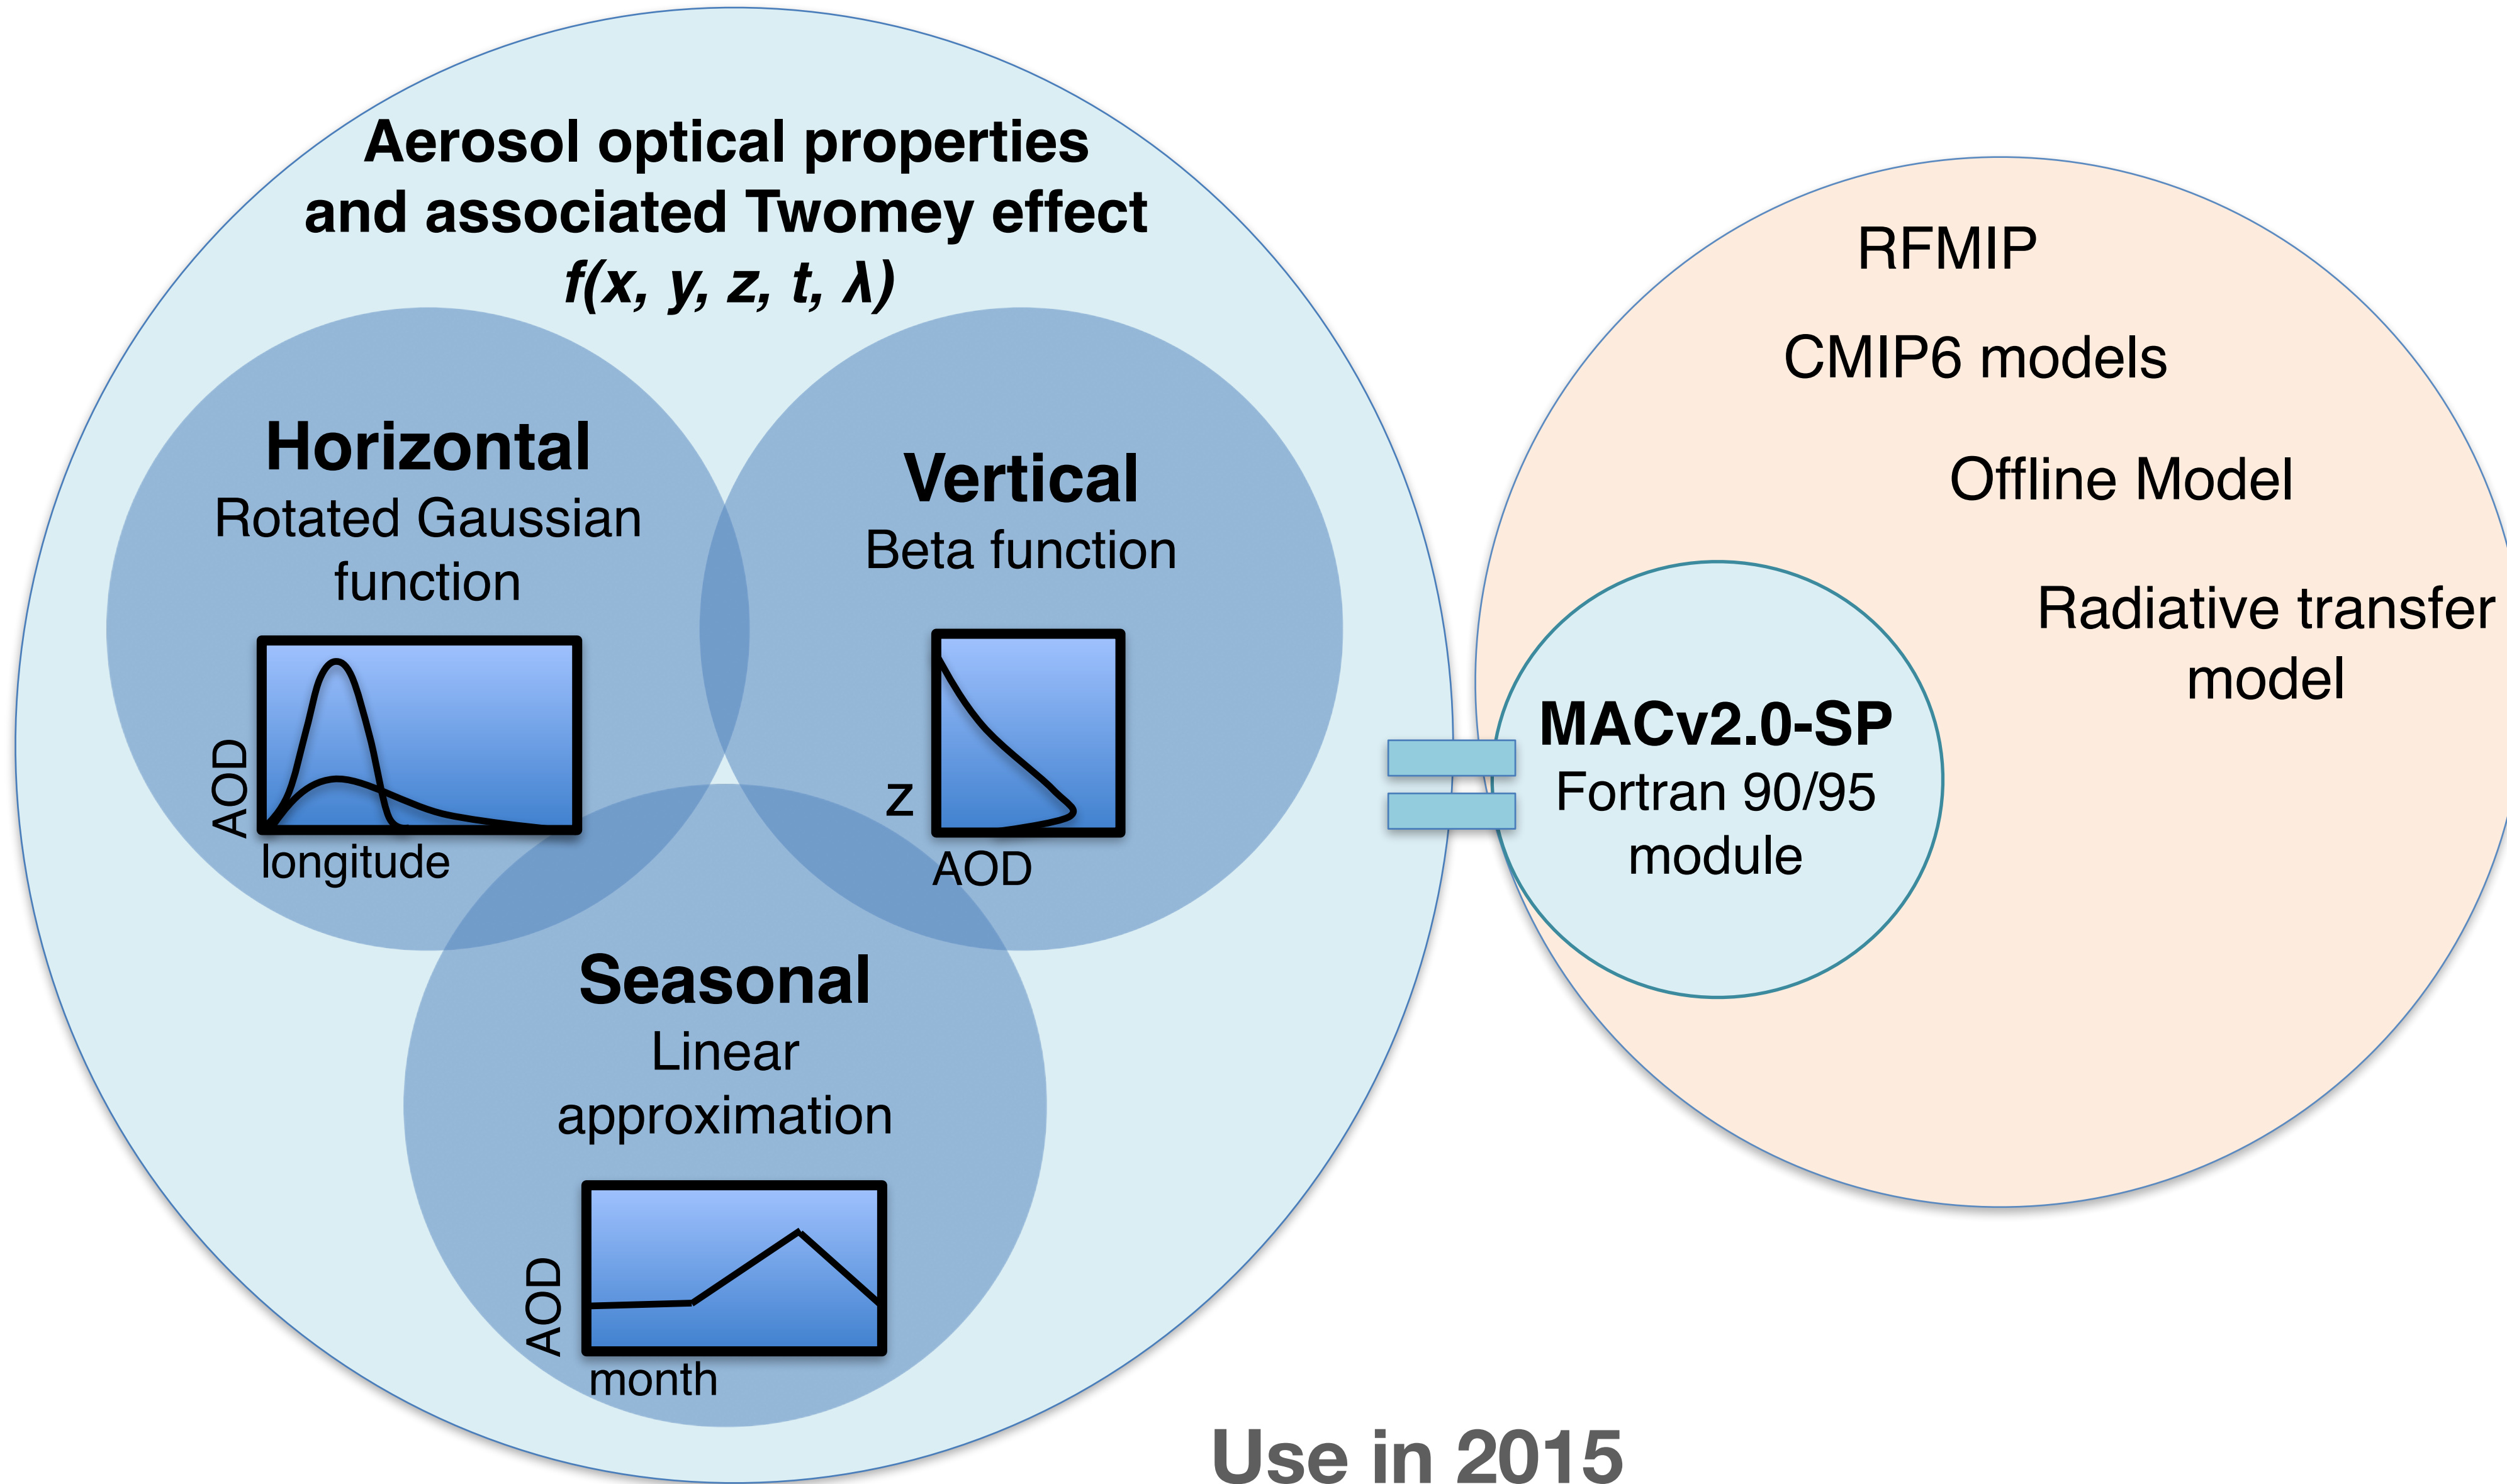 Aerosol optical properties
and associated Twomey effect
f(x, y, z, t, λ)
Horizontal
Rotated Gaussian
function
AOD
longitude
Vertical
Beta function
Z
AOD
Seasonal
Linear
approximation
AOD
month
RFMIP
CMIP6 models
Offline Model
Radiative transfer
model
MACv2.0-SP
Fortran 90/95
module
Use in 2015